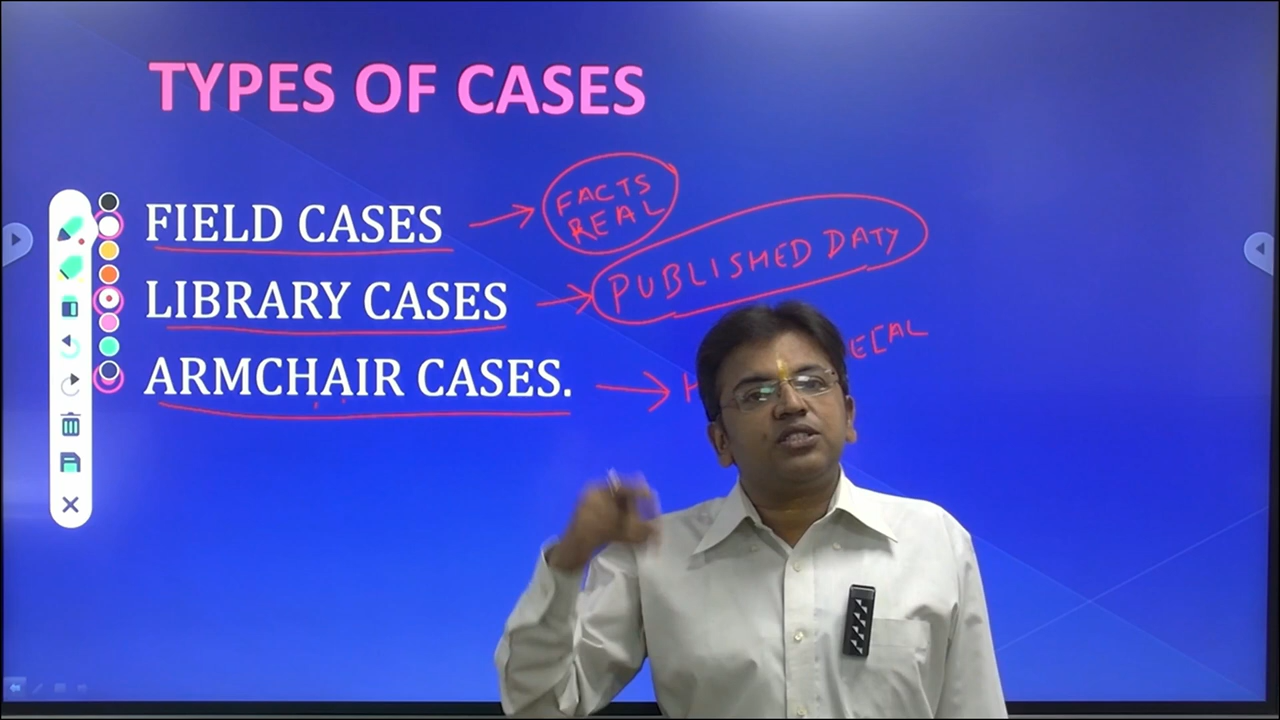 TYPES OF CASES
FIELD CASES
FACTS
REAL
LIBRARY CASES
PUBLISHED DATY
ARMCHAIR CASES.